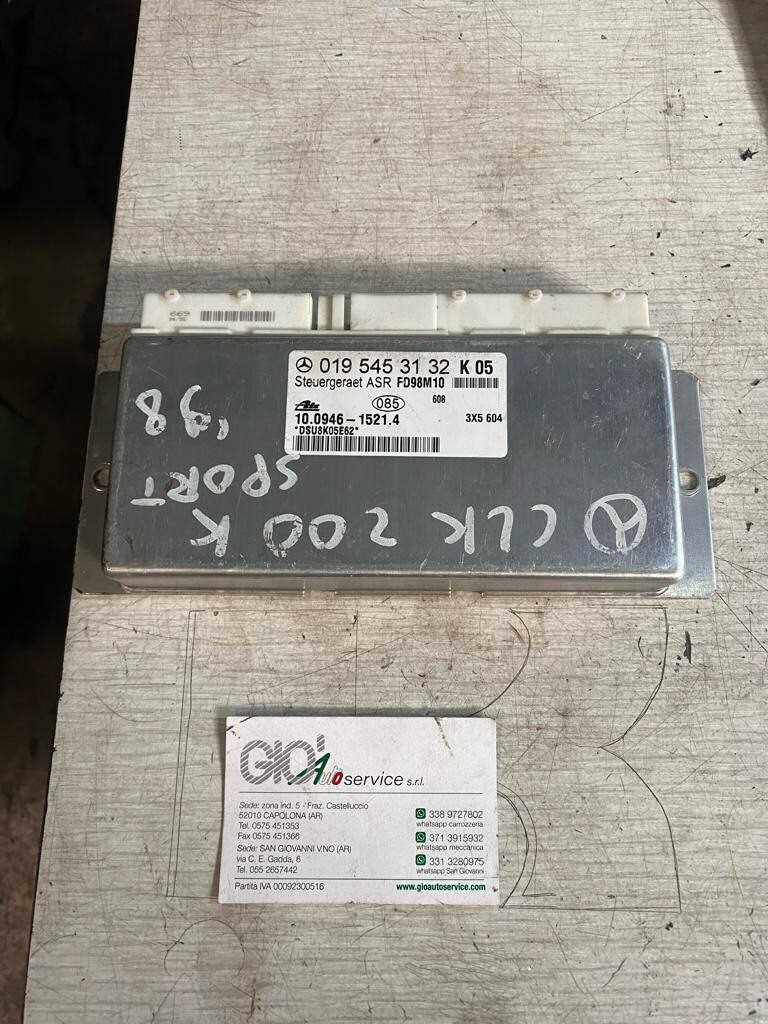 669
019 545 31 32 K 05
Steuergeraet ASR FD98M10
Ate 085 608
10.0946-1521.4 3X5 604
*DSU8K05E62*
CLK 200 K
SPORT
'98
GIO' Autoservice s.r.l.
Sede: zona ind. 5 - Fraz. Castelluccio
52010 CAPOLONA (AR)
Tel. 0575 451353
Fax 0575 451366
Sede: SAN GIOVANNI V.NO (AR)
via C. E. Gadda, 6
Tel. 055 2657442
Partita IVA 00092300516
338 9727802
whatsapp carrozzeria
371 3915932
whatsapp meccanica
331 3280975
whatsapp San Giovanni
www.gioautoservice.com